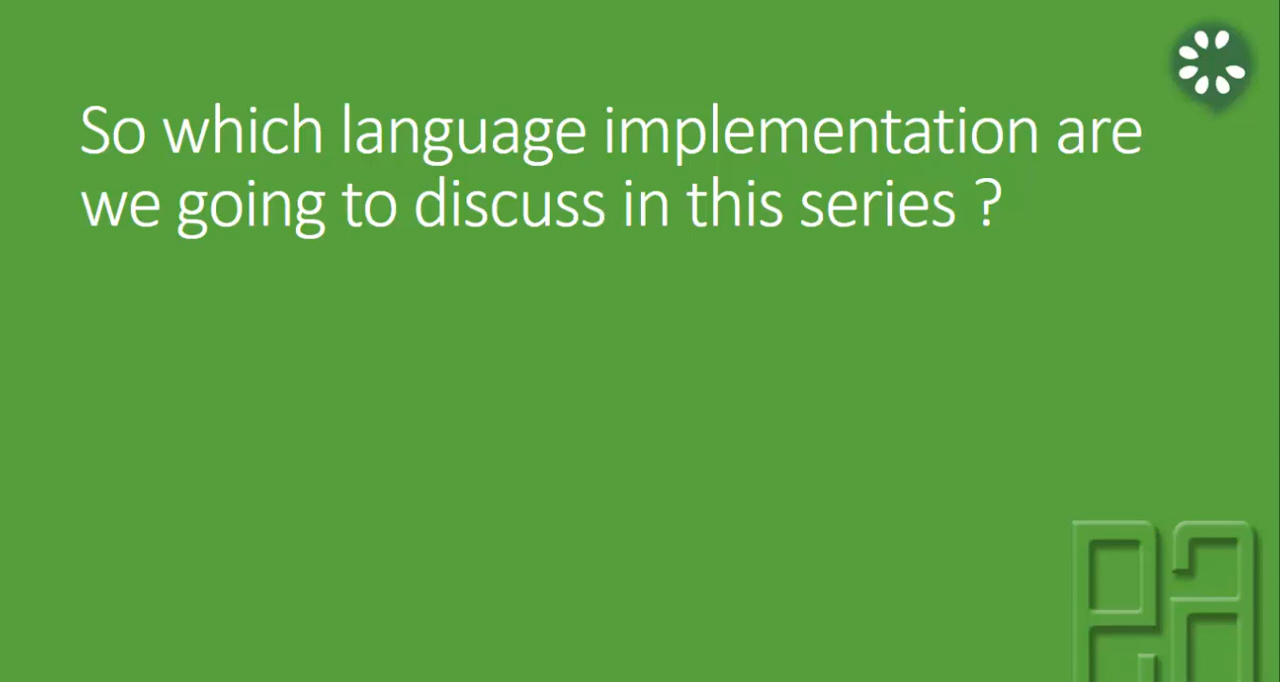 So which language implementation are
we going to discuss in this series ?